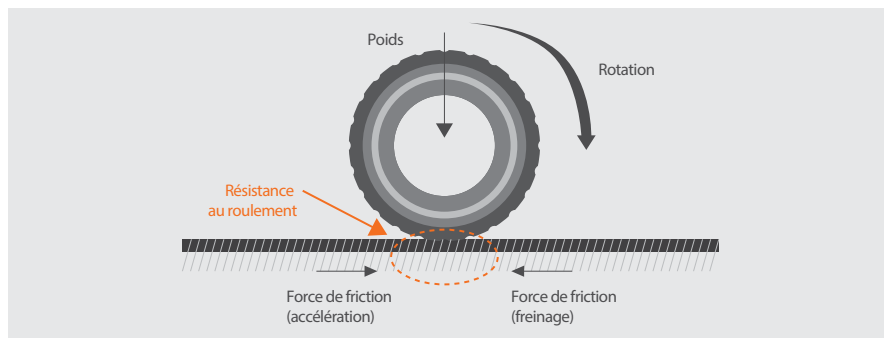 Poids
Rotation
Résistance
au roulement
Force de friction
(accélération)
Force de friction
(freinage)